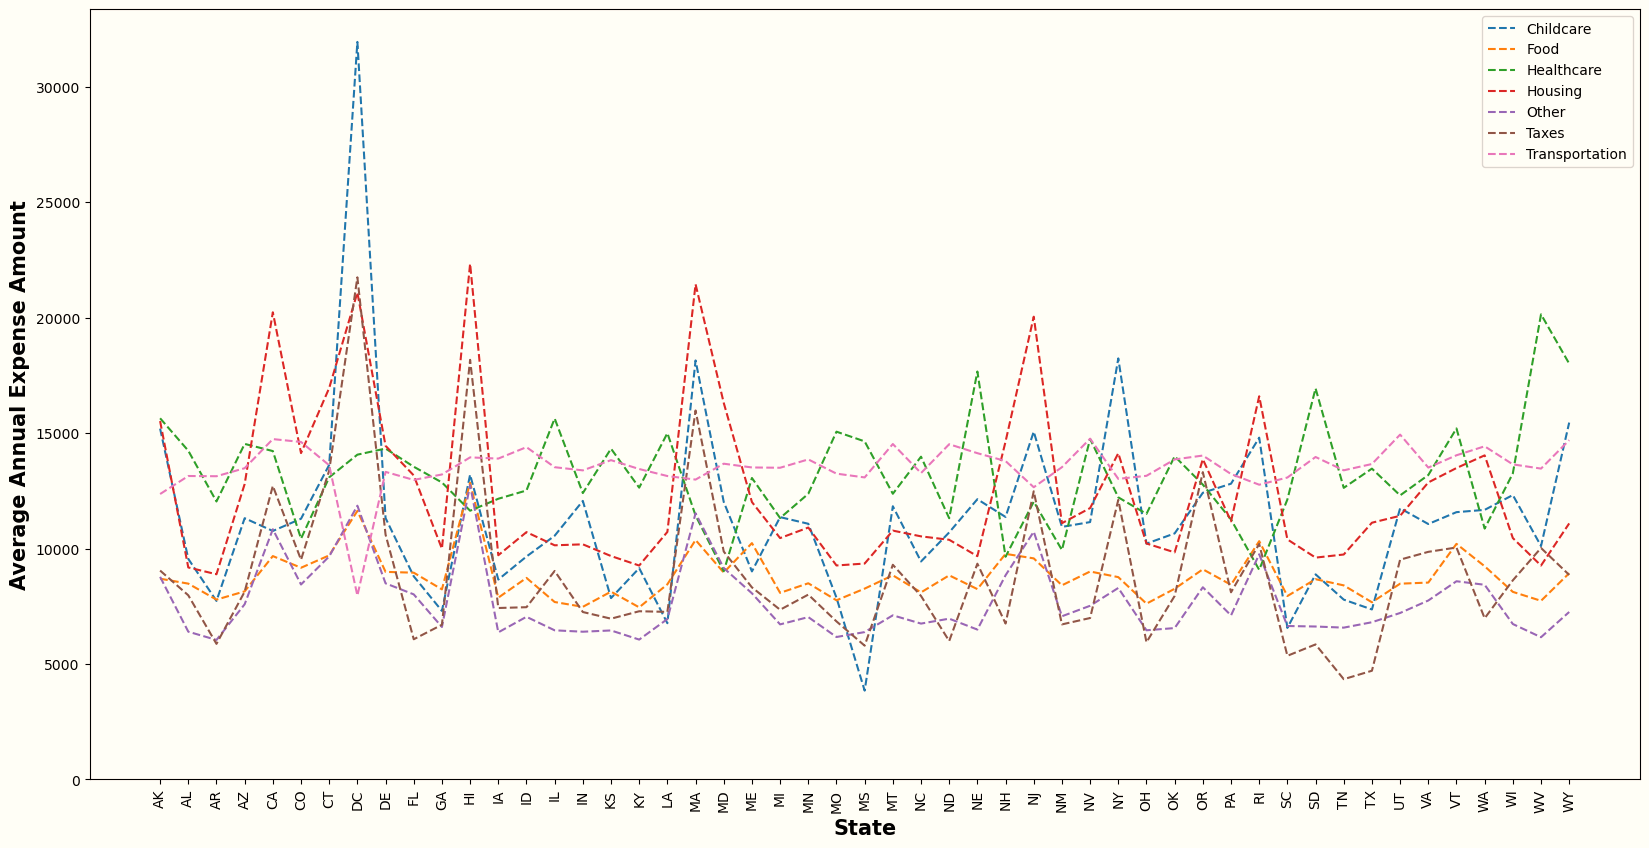 Childcare
Food
Healthcare
Housing
Other
Taxes
Transportation
Average Annual Expense Amount
30000
25000
20000
15000
10000
5000
0
AK AL AR AZ CA CO CT DC DE FL GA HI IA ID IL IN KS KY LA MA MD ME MI MN MO MS MT NC ND NE NH NJ NM NV NY OH OK OR PA RI SC SD TN TX UT VA VT WA WI WV WY
State